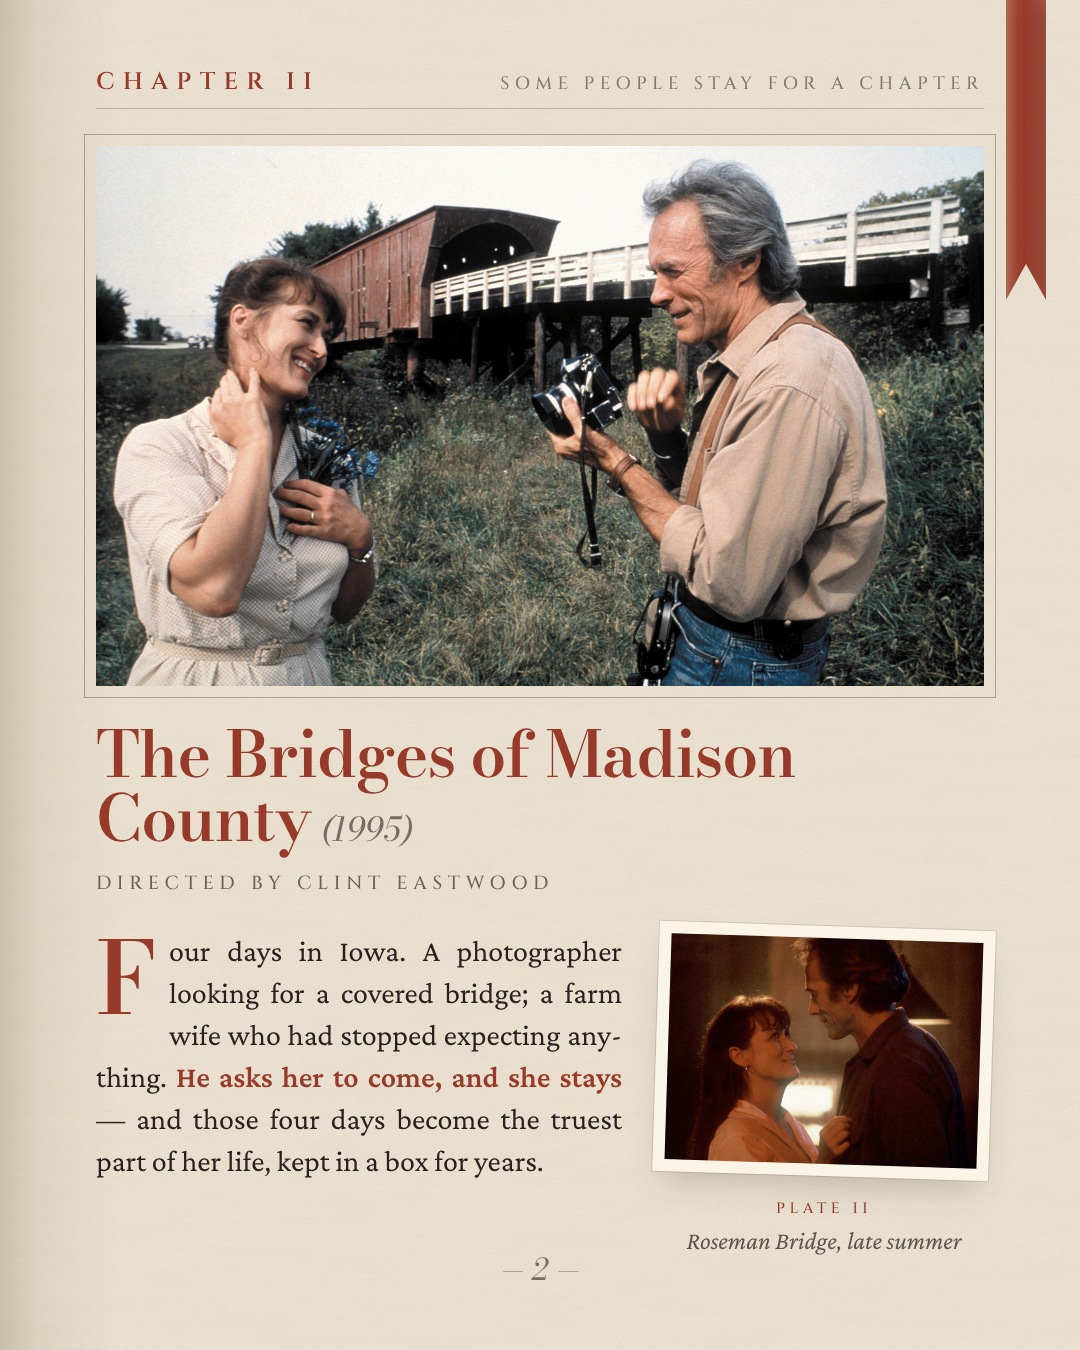 CHAPTER II
SOME PEOPLE STAY FOR A CHAPTER
The Bridges of Madison
County (1995)
DIRECTED BY CLINT EASTWOOD
Four days in Iowa. A photographer
looking for a covered bridge; a farm
wife who had stopped expecting any-
thing. He asks her to come, and she stays
— and those four days become the truest
part of her life, kept in a box for years.
PLATE II
Roseman Bridge, late summer
— 2 —